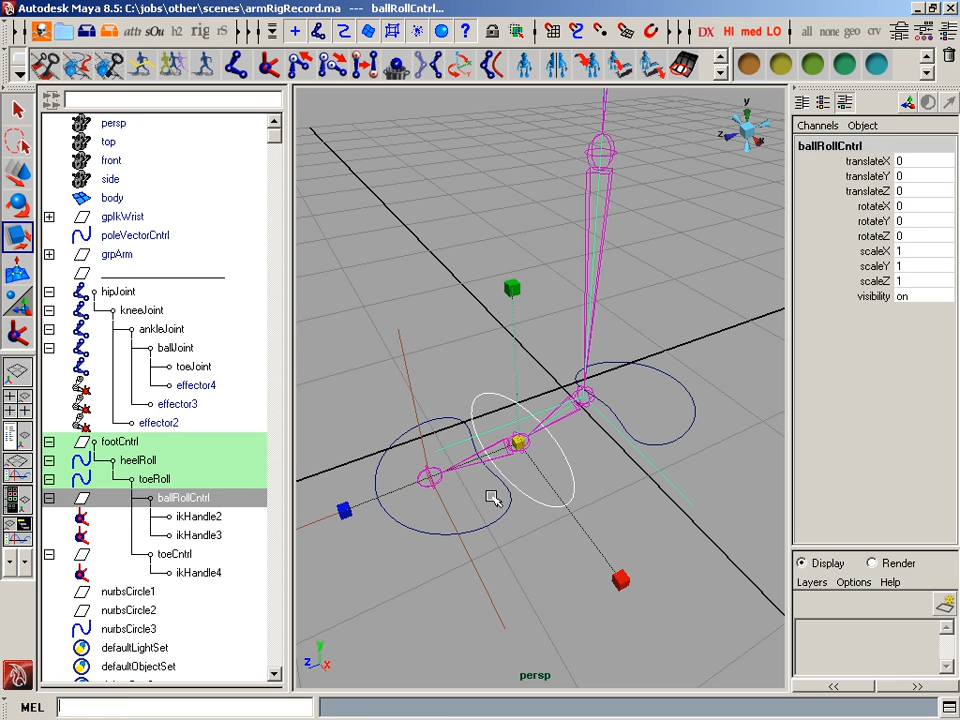 Autodesk Maya 8.5: C:\jobs\other\scenes\armRigRecord.ma --- ballRollCntrl...
attr sOu h2 rig rS
DX HI med LO all none geo crv
persp
top
front
side
body
gpIkWrist
poleVectorCntrl
grpArm
hipJoint
kneeJoint
ankleJoint
ballJoint
toeJoint
effector4
effector3
effector2
footCntrl
heelRoll
toeRoll
ballRollCntrl
ikHandle2
ikHandle3
toeCntrl
ikHandle4
nurbsCircle1
nurbsCircle2
nurbsCircle3
defaultLightSet
defaultObjectSet
y
z
x
y
z
x
persp
Channels Object
ballRollCntrl
translateX 0
translateY 0
translateZ 0
rotateX 0
rotateY 0
rotateZ 0
scaleX 1
scaleY 1
scaleZ 1
visibility on
Display Render
Layers Options Help
<< >>
MEL